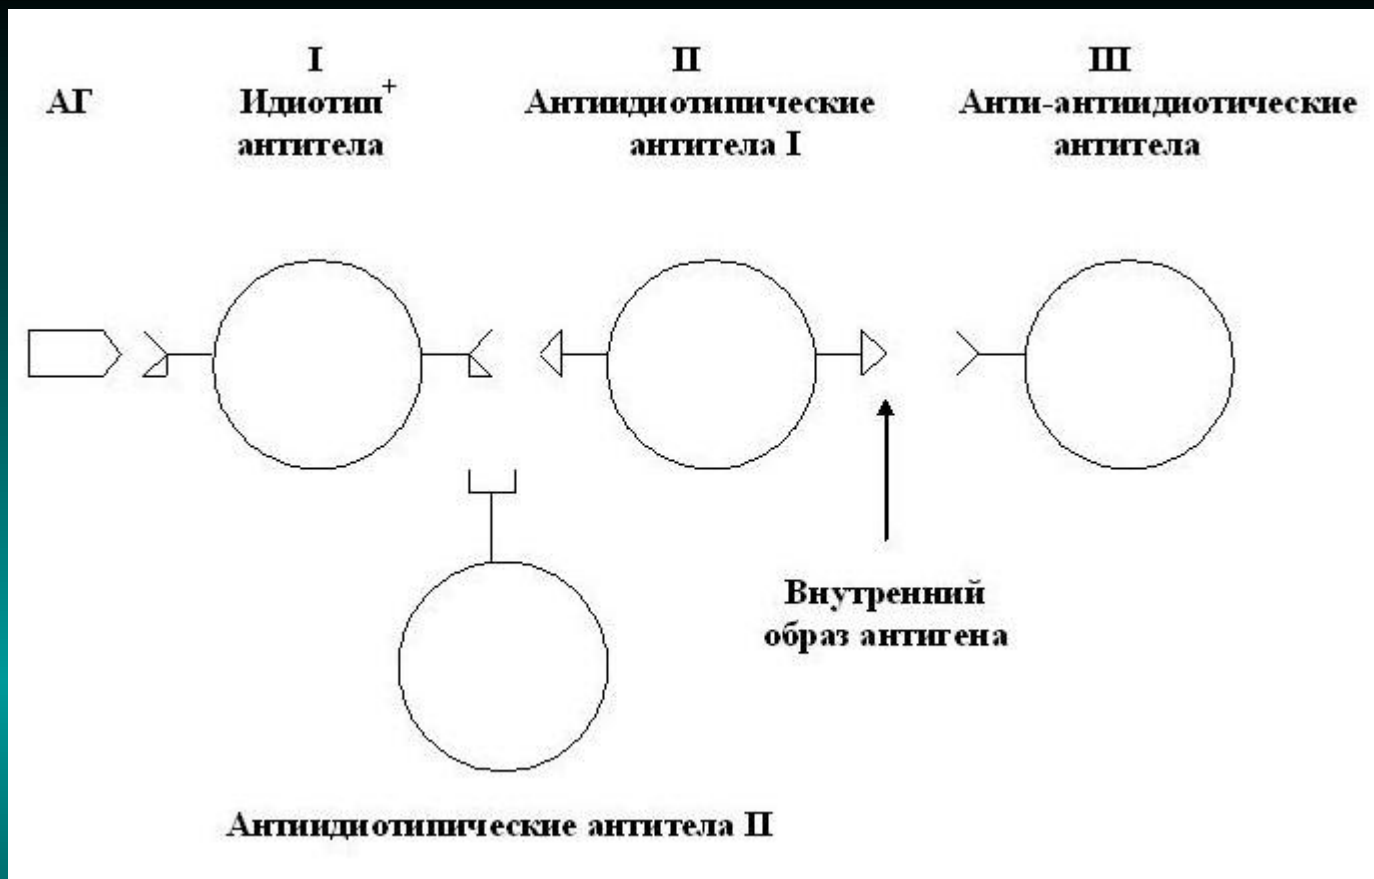 АГ
I
Идиотип+
антитела
II
Антиидиотипические
антитела I
III
Анти-антиидиотические
антитела
Внутренний
образ антигена
Антиидиотипические антитела II